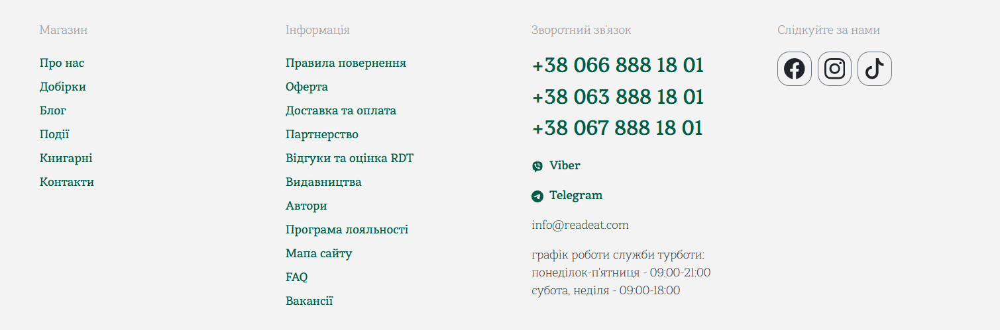 Магазин
Про нас
Добірки
Блог
Події
Книгарні
Контакти
Інформація
Правила повернення
Оферта
Доставка та оплата
Партнерство
Відгуки та оцінка RDT
Видавництва
Автори
Програма лояльності
Мапа сайту
FAQ
Вакансії
Зворотний зв'язок
+38 066 888 18 01
+38 063 888 18 01
+38 067 888 18 01
Viber
Telegram
info@readeat.com
графік роботи служби турботи:
понеділок-п'ятниця - 09:00-21:00
субота, неділя - 09:00-18:00
Слідкуйте за нами